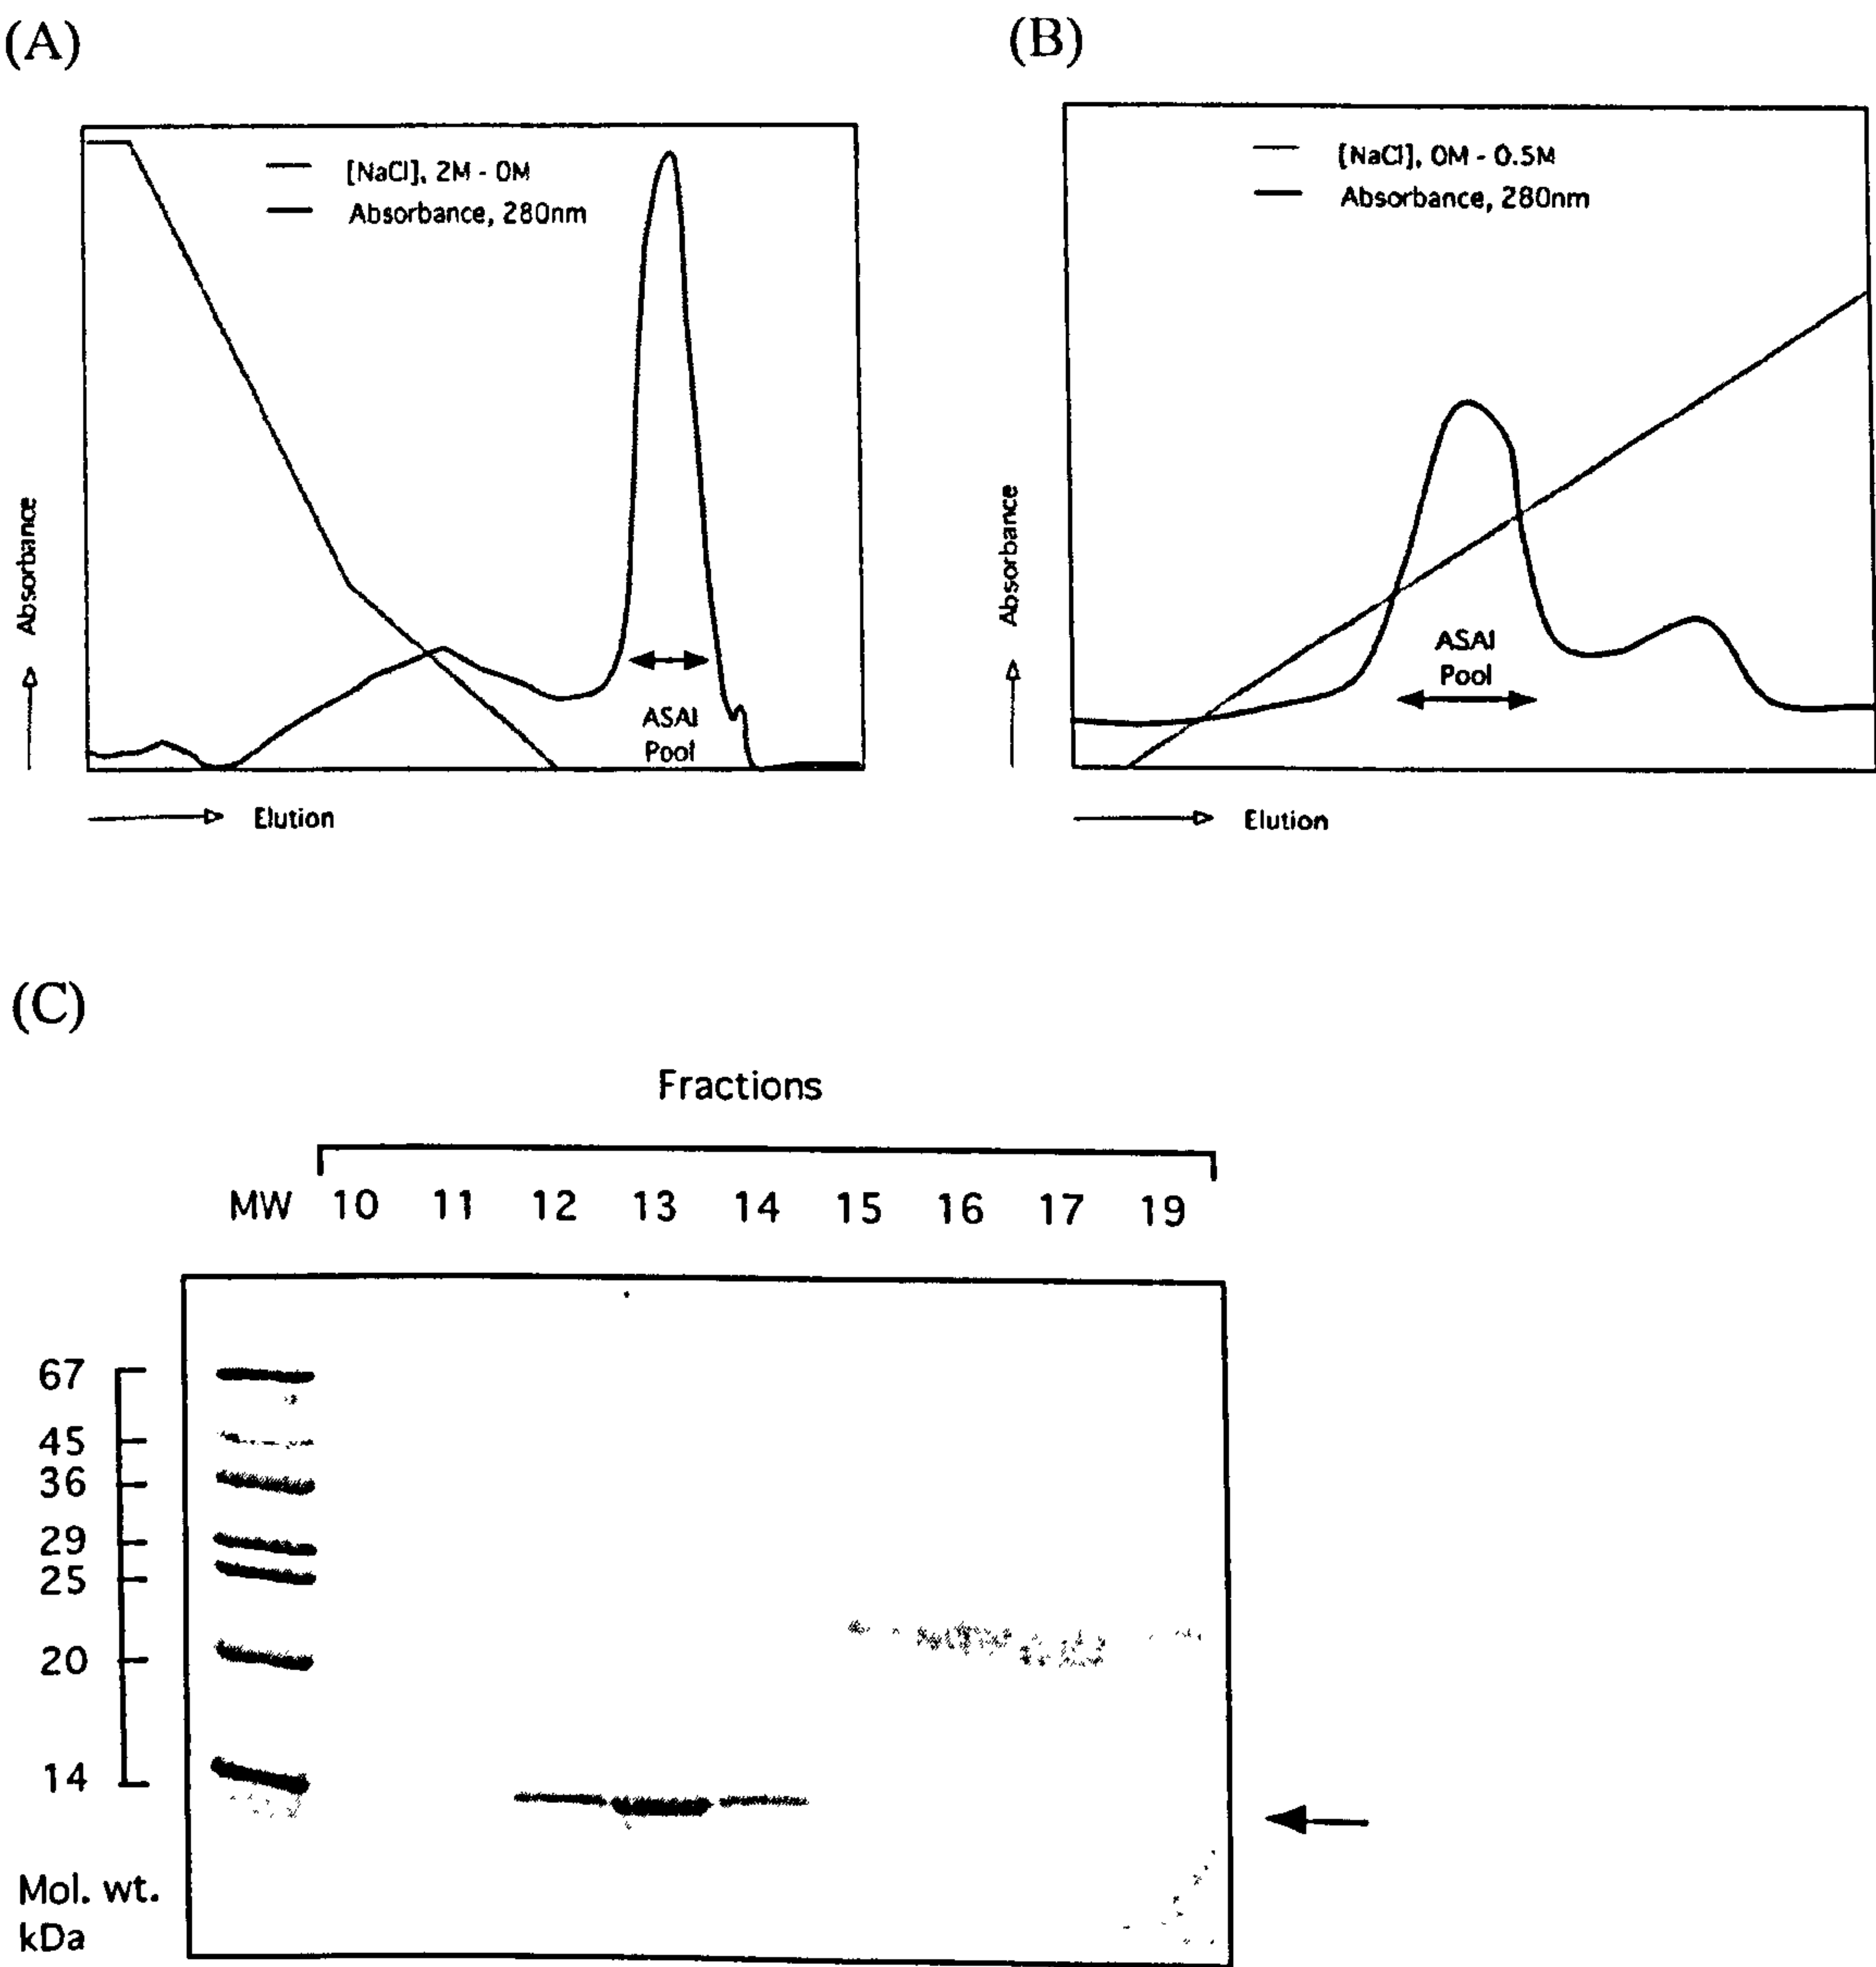 (A)
[NaCl], 2M - 0M
Absorbance, 280nm
Absorbance
ASAI
Pool
Elution
(B)
[NaCl], 0M - 0.5M
Absorbance, 280nm
Absorbance
ASAI
Pool
Elution
(C)
Fractions
MW 10 11 12 13 14 15 16 17 19
67
45
36
29
25
20
14
Mol. wt.
kDa